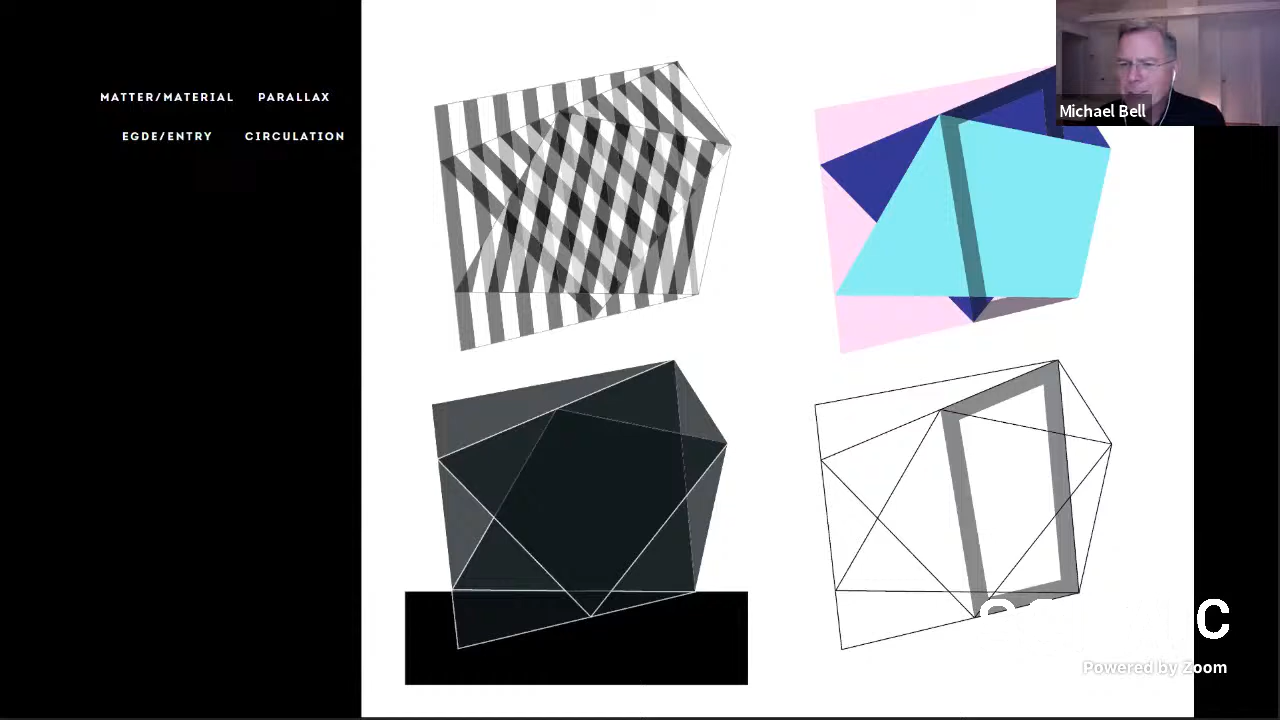 MATTER/MATERIAL PARALLAX
EGDE/ENTRY CIRCULATION
Michael Bell
Powered by Zoom